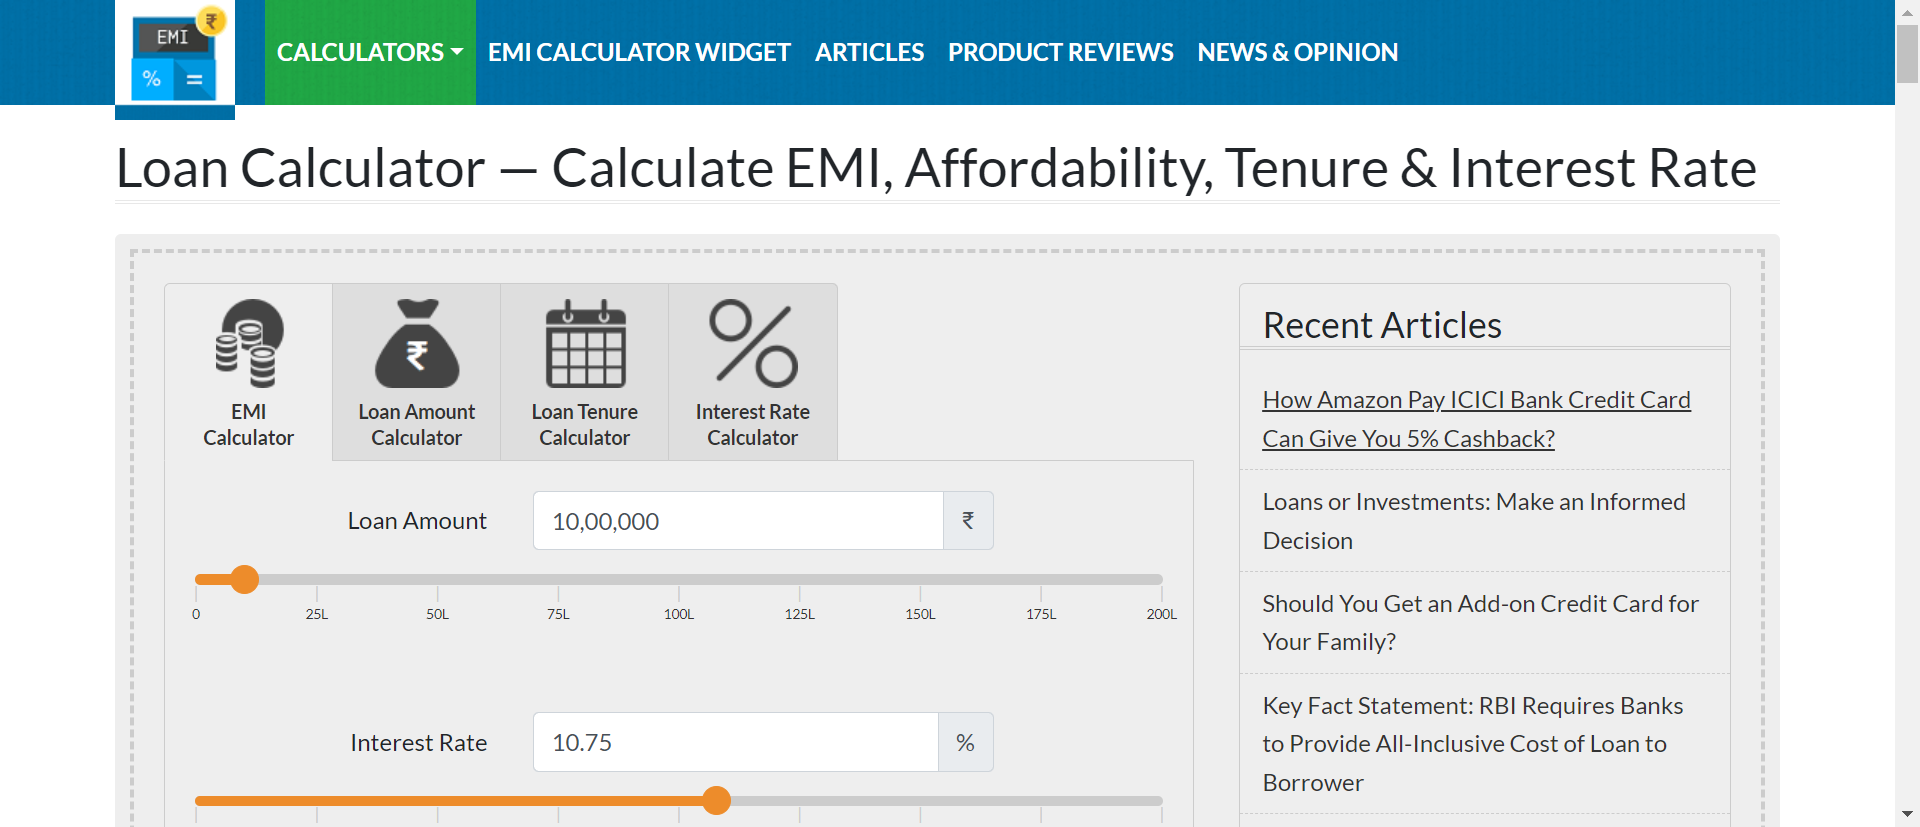 EMI
₹
%
=
CALCULATORS
EMI CALCULATOR WIDGET
ARTICLES
PRODUCT REVIEWS
NEWS & OPINION
Loan Calculator — Calculate EMI, Affordability, Tenure & Interest Rate
EMI
Calculator
₹
Loan Amount
Calculator
Loan Tenure
Calculator
Interest Rate
Calculator
Loan Amount
10,00,000
₹
0
25L
50L
75L
100L
125L
150L
175L
200L
Interest Rate
10.75
%
Recent Articles
How Amazon Pay ICICI Bank Credit Card
Can Give You 5% Cashback?
Loans or Investments: Make an Informed
Decision
Should You Get an Add-on Credit Card for
Your Family?
Key Fact Statement: RBI Requires Banks
to Provide All-Inclusive Cost of Loan to
Borrower